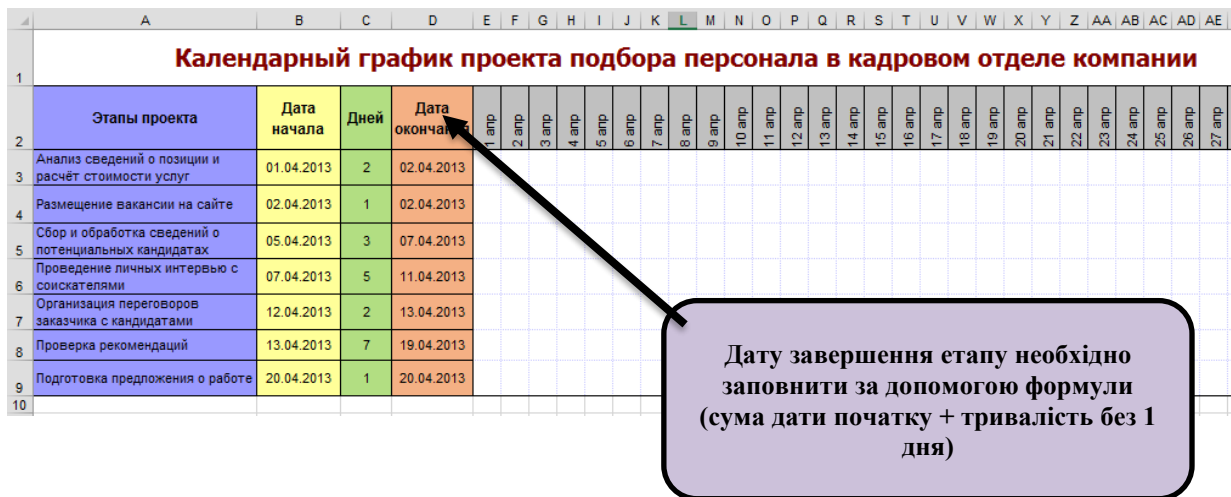 A B C D E F G H I J K L M N O P Q R S T U V W X Y Z AA AB AC AD AE
1 Календарный график проекта подбора персонала в кадровом отделе компании
2 Этапы проекта Дата начала Дней Дата 1 апр 2 апр 3 апр 4 апр 5 апр 6 апр 7 апр 8 апр 9 апр 10 апр 11 апр 12 апр 13 апр 14 апр 15 апр 16 апр 17 апр 18 апр 19 апр 20 апр 21 апр 22 апр 23 апр 24 апр 25 апр 26 апр 27 апр
3 Анализ сведений о позиции и
расчёт стоимости услуг 01.04.2013 2 02.04.2013
4 Размещение вакансии на сайте 02.04.2013 1 02.04.2013
5 Сбор и обработка сведений о
потенциальных кандидатах 05.04.2013 3 07.04.2013
6 Проведение личных интервью с
соискателями 07.04.2013 5 11.04.2013
7 Организация переговоров
заказчика с кандидатами 12.04.2013 2 13.04.2013
8 Проверка рекомендаций 13.04.2013 7 19.04.2013
9 Подготовка предложения о работе 20.04.2013 1 20.04.2013
10
Дату завершення етапу необхідно
заповнити за допомогою формули
(сума дати початку + тривалість без 1
дня)